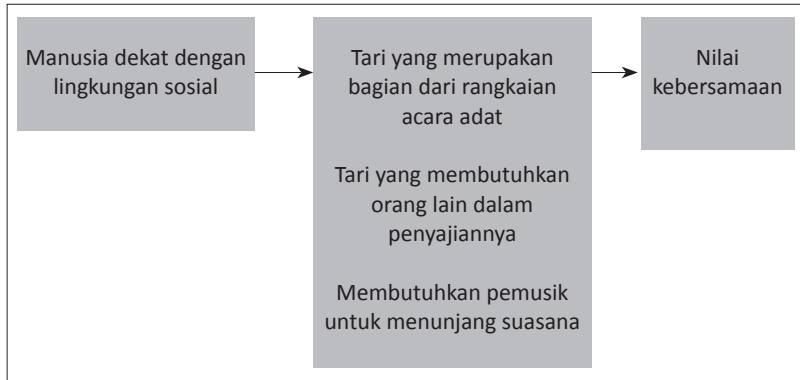 Manusia dekat dengan
lingkungan sosial
Tari yang merupakan
bagian dari rangkaian
acara adat
Tari yang membutuhkan
orang lain dalam
penyajiannya
Membutuhkan pemusik
untuk menunjang suasana
Nilai
kebersamaan